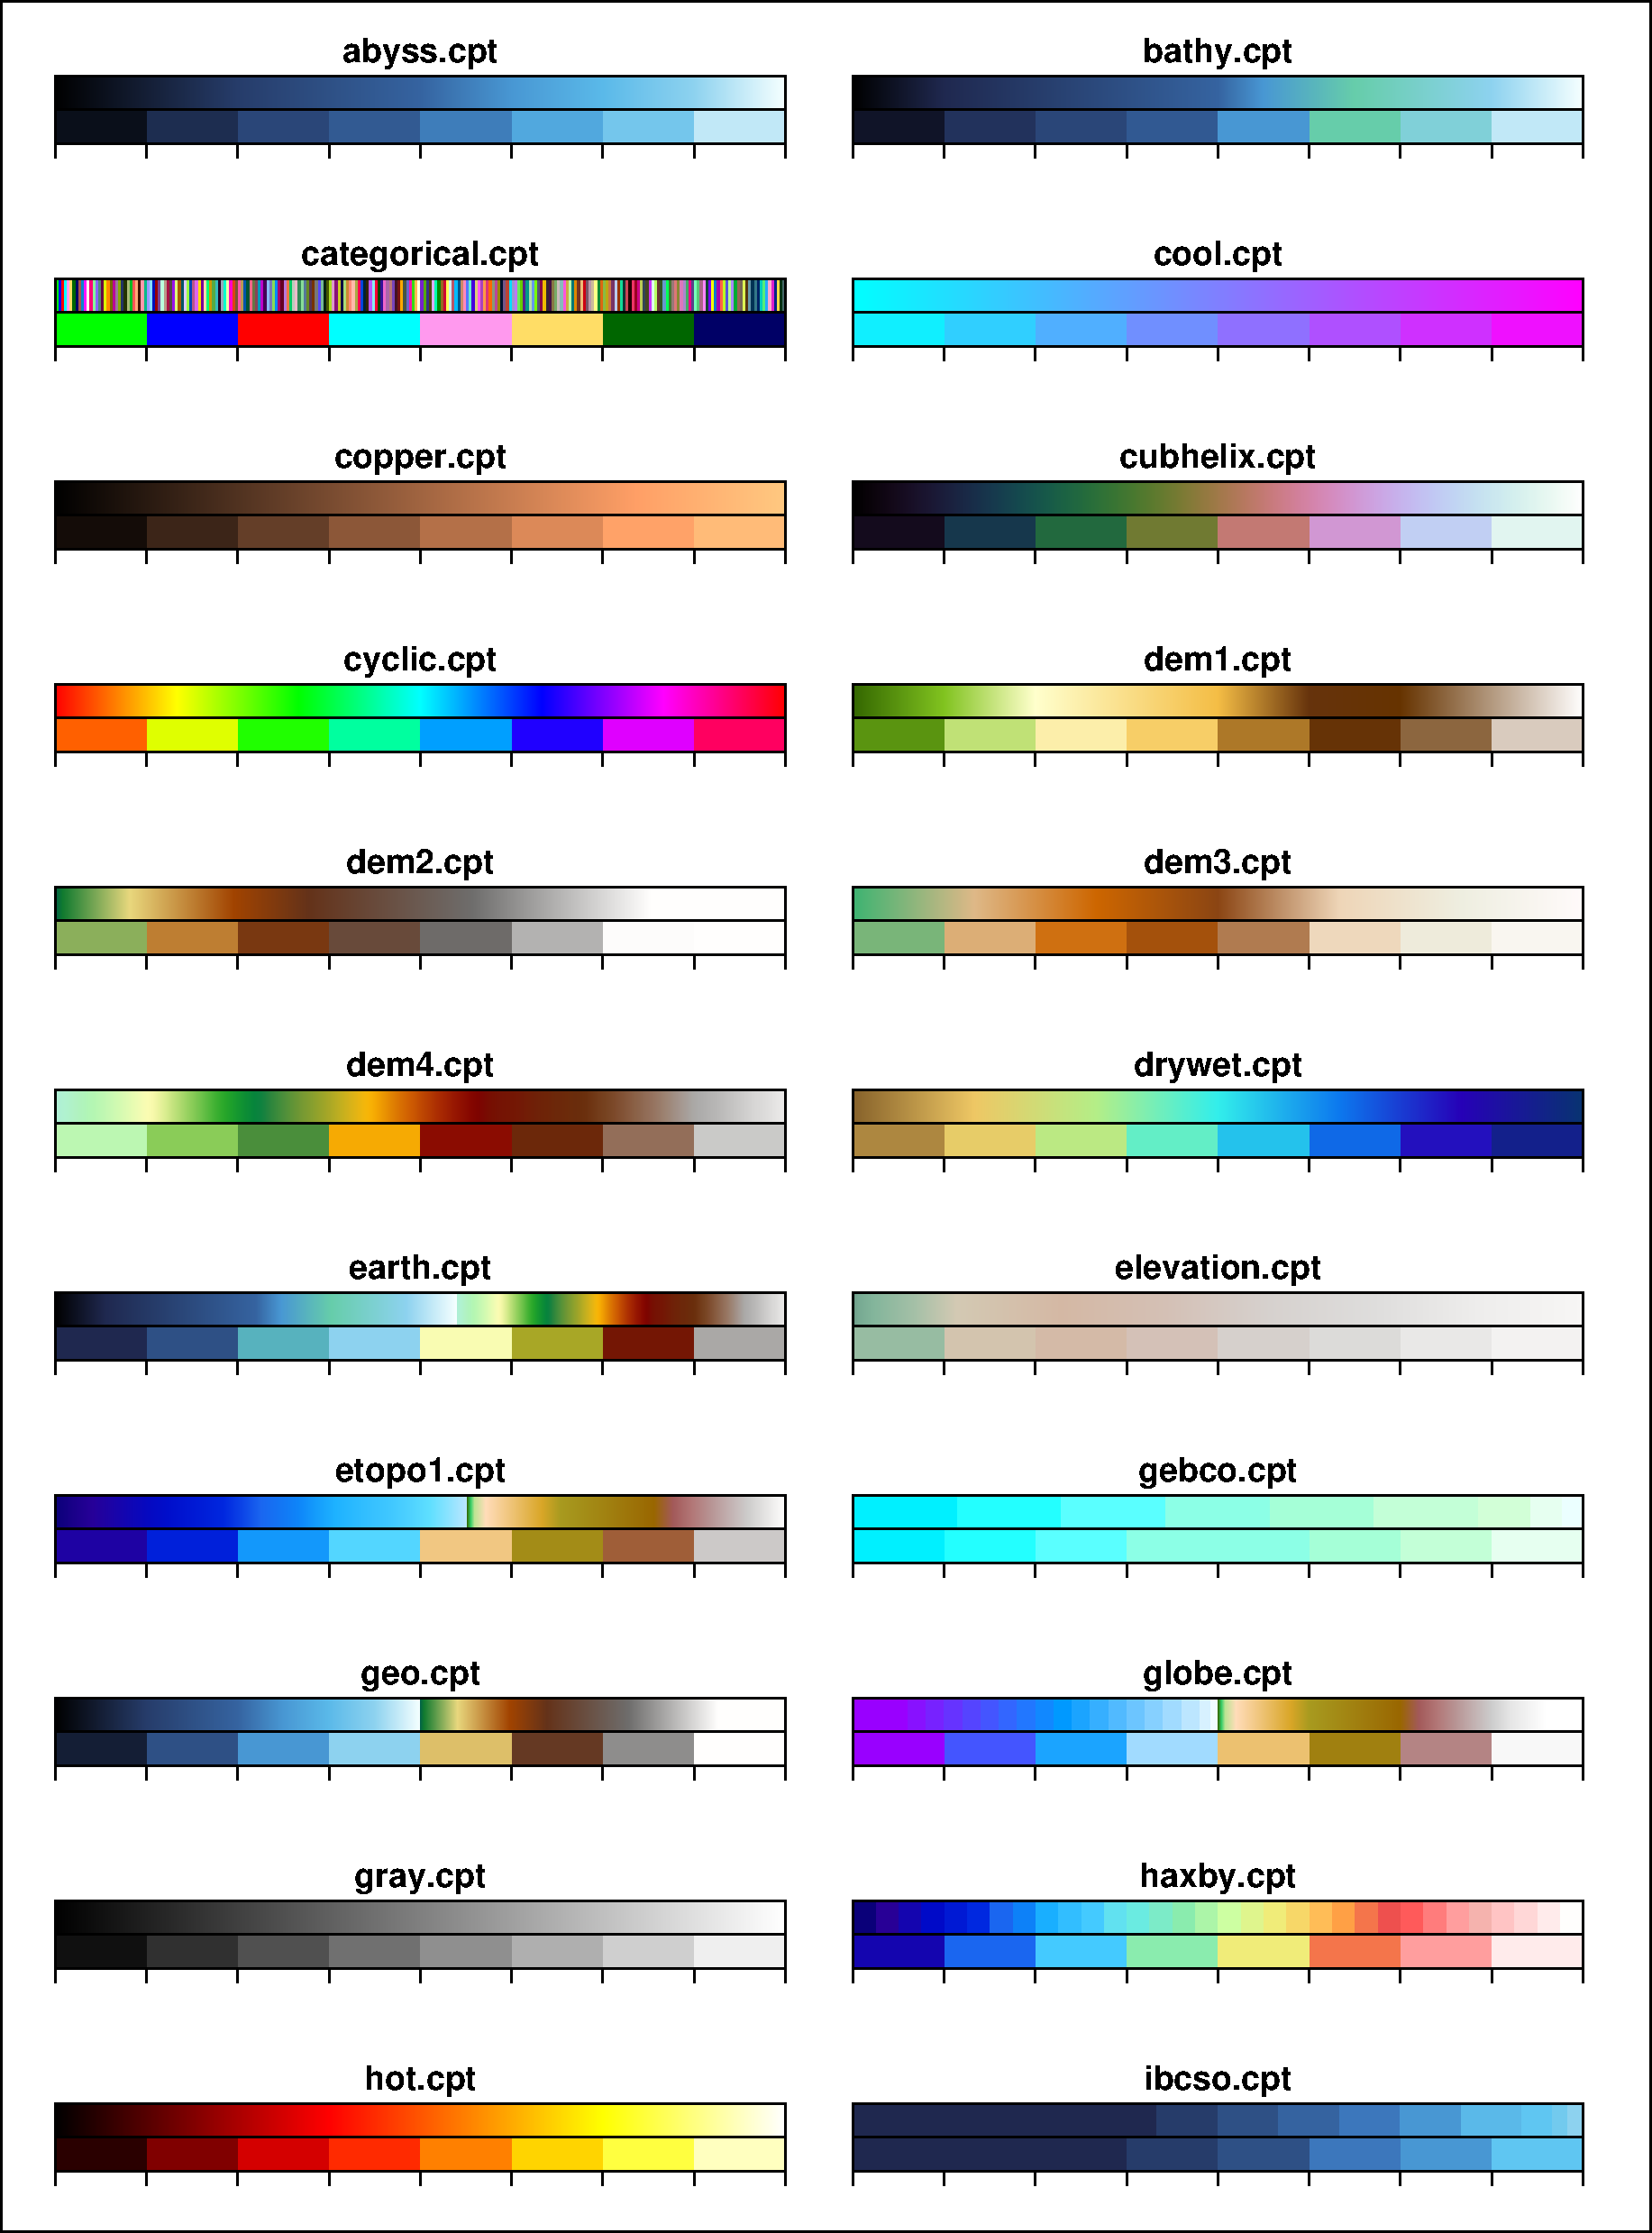 abyss.cpt
bathy.cpt
categorical.cpt
cool.cpt
copper.cpt
cubhelix.cpt
cyclic.cpt
dem1.cpt
dem2.cpt
dem3.cpt
dem4.cpt
drywet.cpt
earth.cpt
elevation.cpt
etopo1.cpt
gebco.cpt
geo.cpt
globe.cpt
gray.cpt
haxby.cpt
hot.cpt
ibcso.cpt